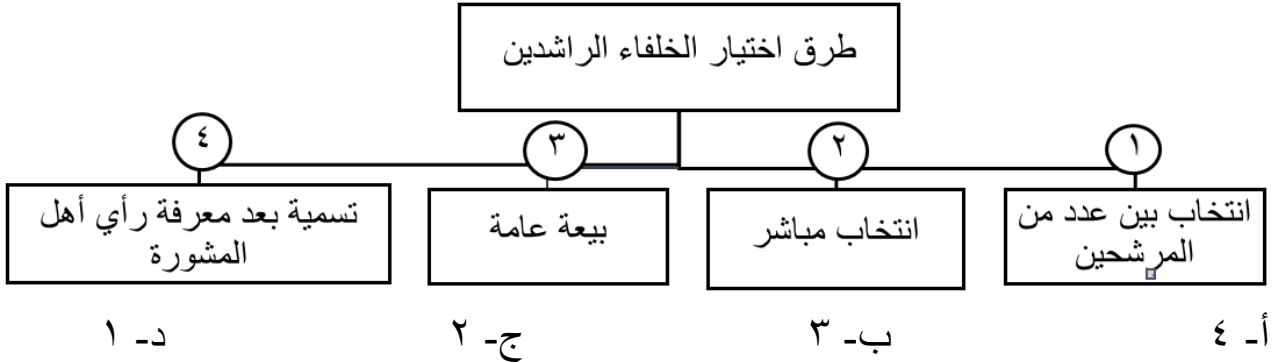 طرق اختيار الخلفاء الراشدين
١
٢
٣
٤
انتخاب بين عدد من
المرشحين
انتخاب مباشر
بيعة عامة
تسمية بعد معرفة رأي أهل
المشورة
أ- ٤
ب- ٣
ج- ٢
د- ١